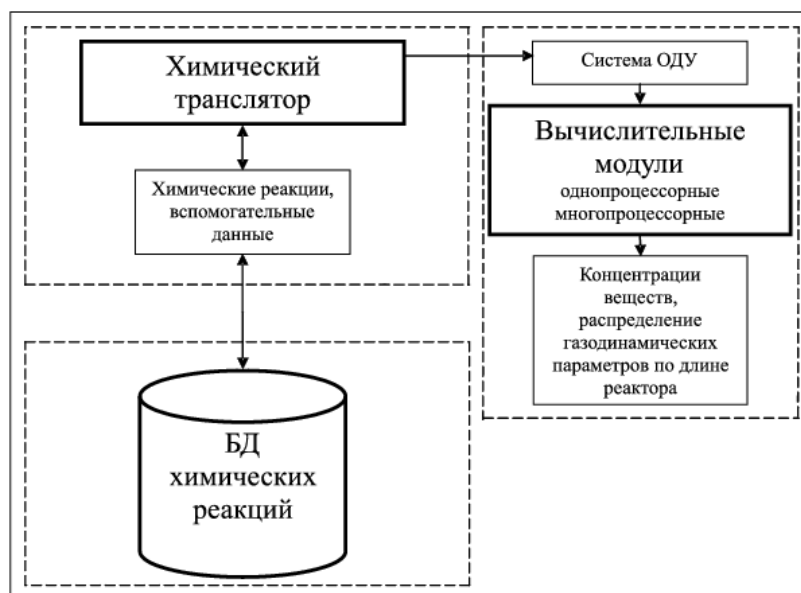 Химический
транслятор
Химические реакции,
вспомогательные
данные
БД
химических
реакций
Система ОДУ
Вычислительные
модули
однопроцессорные
многопроцессорные
Концентрации
веществ,
распределение
газодинамических
параметров по длине
реактора